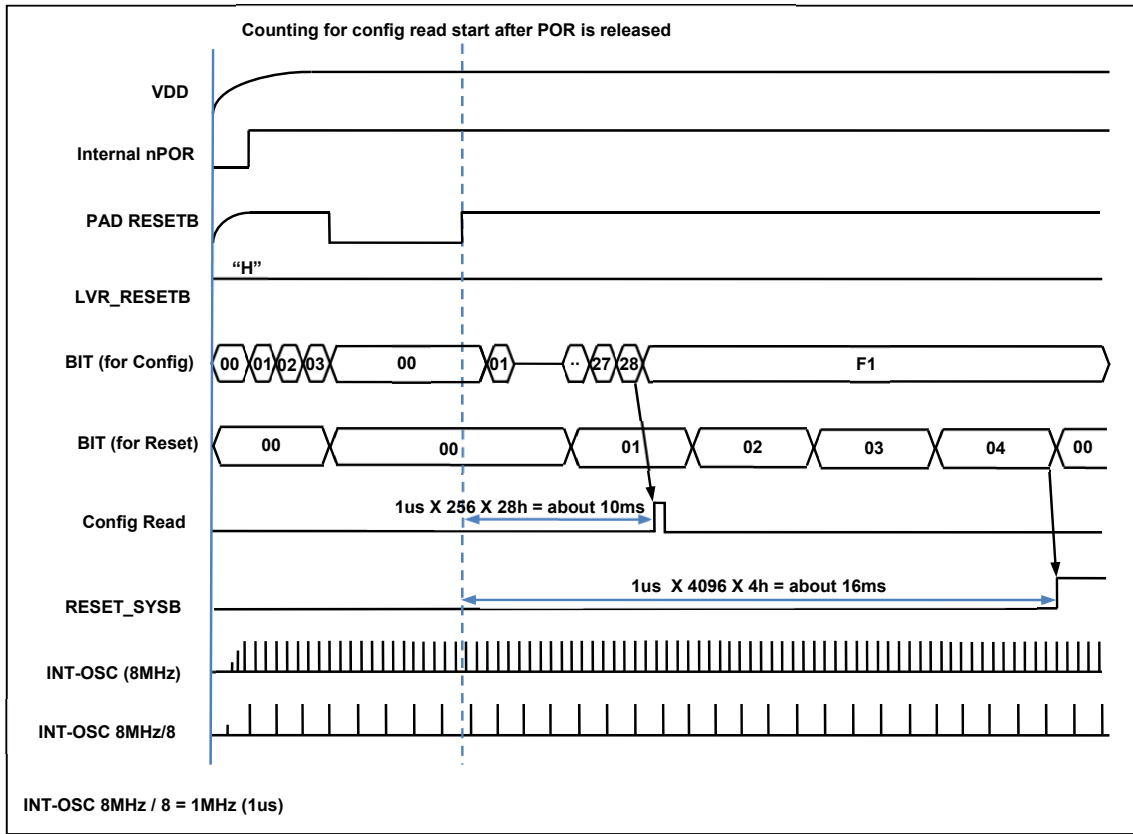 Counting for config read start after POR is released
VDD
Internal nPOR
PAD RESETB
“H”
LVR_RESETB
BIT (for Config) 00 01 02 03 00 01 .. 27 28 F1
BIT (for Reset) 00 00 01 02 03 04 00
1us X 256 X 28h = about 10ms
Config Read
1us X 4096 X 4h = about 16ms
RESET_SYSB
INT-OSC (8MHz)
INT-OSC 8MHz/8
INT-OSC 8MHz / 8 = 1MHz (1us)